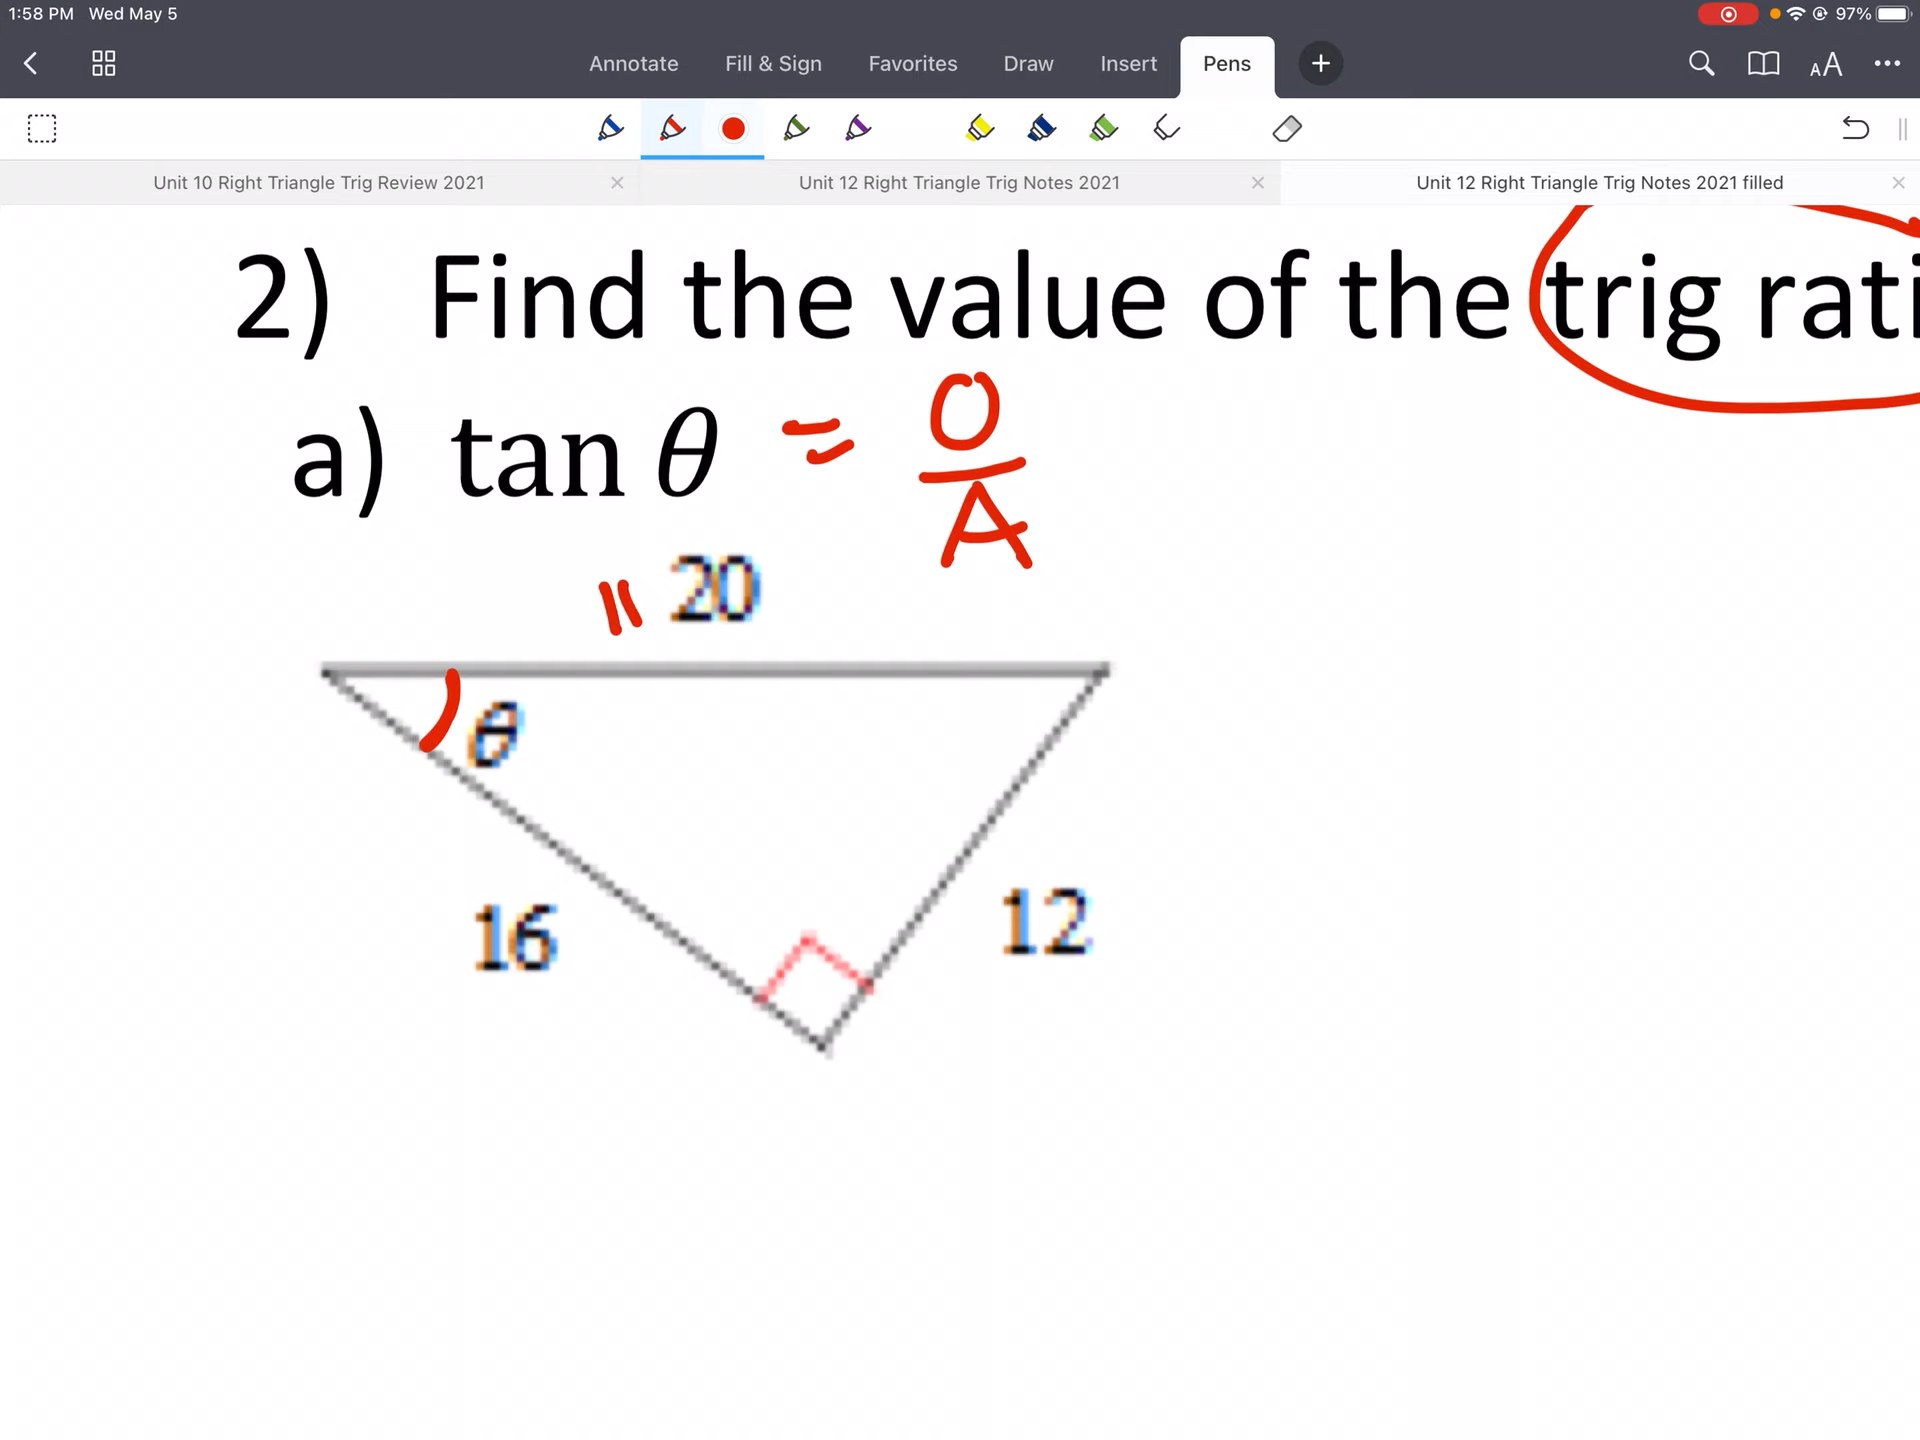 1:58 PM Wed May 5
97%
Annotate Fill & Sign Favorites Draw Insert Pens +
AA
Unit 10 Right Triangle Trig Review 2021
Unit 12 Right Triangle Trig Notes 2021
Unit 12 Right Triangle Trig Notes 2021 filled
2) Find the value of the trig rati
a) tan θ = O/A
20
θ
16
12